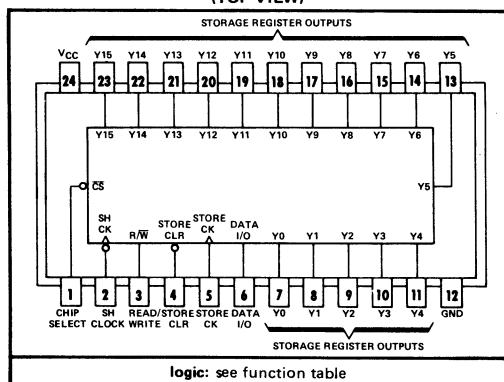 (TOP VIEW)
STORAGE REGISTER OUTPUTS
VCC Y15 Y14 Y13 Y12 Y11 Y10 Y9 Y8 Y7 Y6 Y5
24 23 22 21 20 19 18 17 16 15 14 13
Y15 Y14 Y13 Y12 Y11 Y10 Y9 Y8 Y7 Y6
CS Y5
SH CK R/W STORE CLR STORE CK DATA I/O Y0 Y1 Y2 Y3 Y4
1 2 3 4 5 6 7 8 9 10 11 12
CHIP SH READ/ STORE STORE DATA Y0 Y1 Y2 Y3 Y4 GND
SELECT CLOCK WRITE CLR CK I/O
STORAGE REGISTER OUTPUTS
logic: see function table